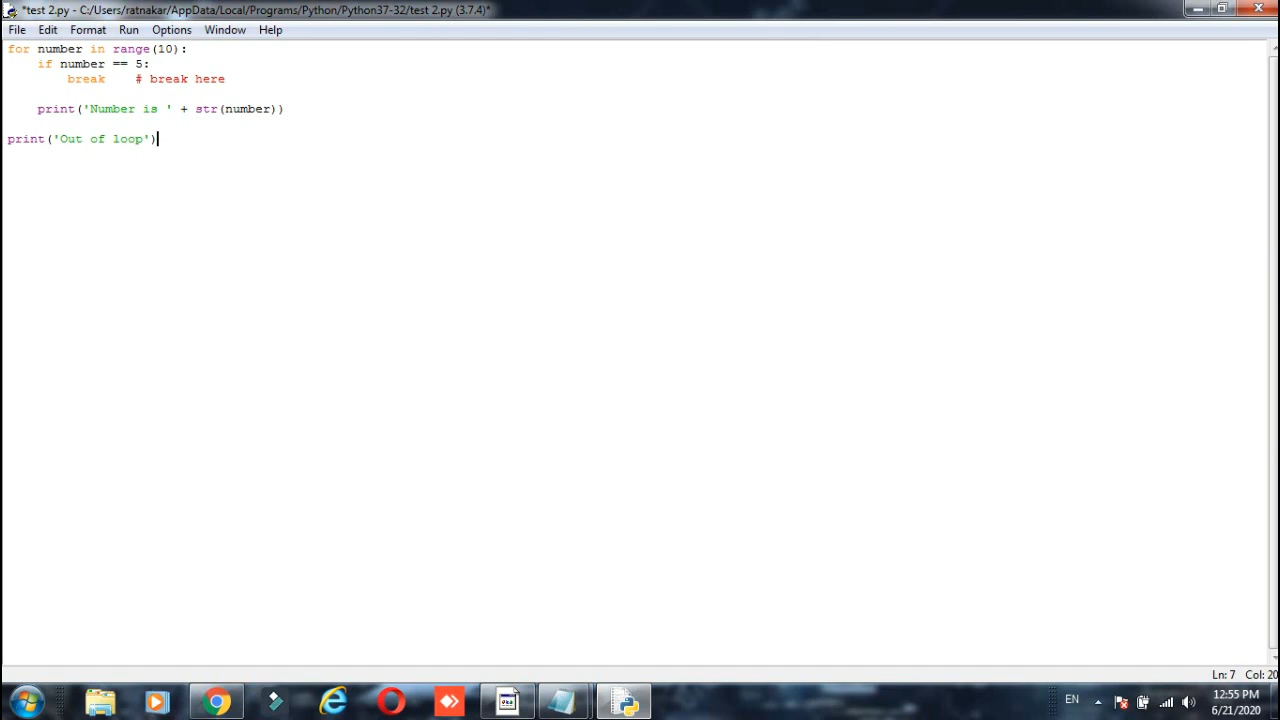 *test 2.py - C:/Users/ratnakar/AppData/Local/Programs/Python/Python37-32/test 2.py (3.7.4)*
File Edit Format Run Options Window Help
for number in range(10):
    if number == 5:
        break    # break here

    print('Number is ' + str(number))

print('Out of loop')
Ln: 7 Col: 20
EN
12:55 PM
6/21/2020